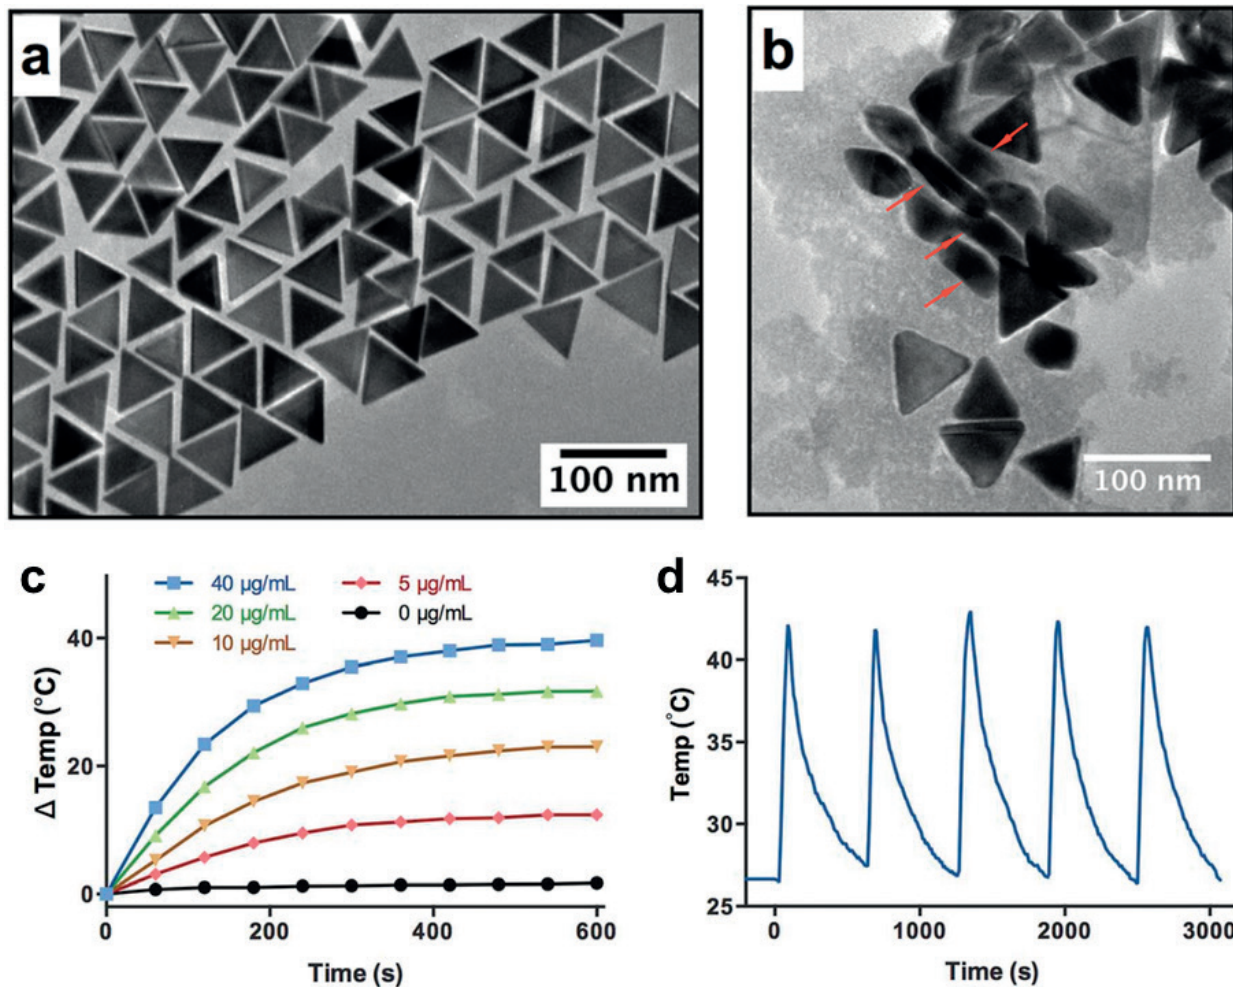 a
b
100 nm
100 nm
c
40 µg/mL
5 µg/mL
20 µg/mL
0 µg/mL
10 µg/mL
40
20
0
Δ Temp (°C)
0
200
400
600
Time (s)
d
45
40
35
30
25
Temp (°C)
0
1000
2000
3000
Time (s)